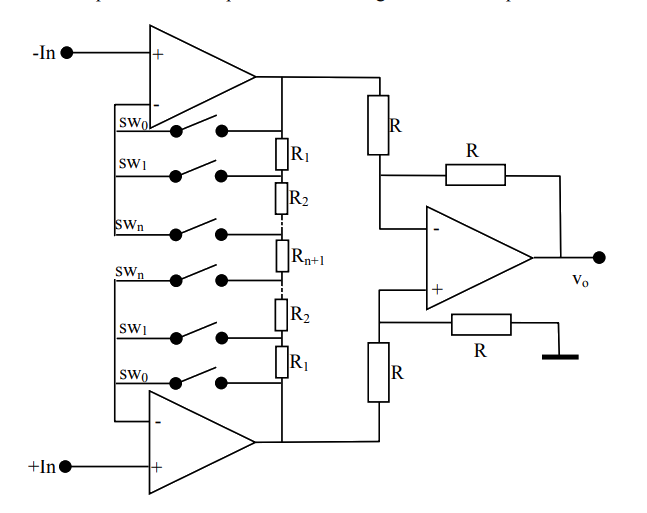 -In
+
-
sw₀
R
R₁
R
sw₁
R₂
swₙ
-
Rₙ₊₁
swₙ
vₒ
+
R₂
sw₁
R
R₁
sw₀
R
-
+In
+